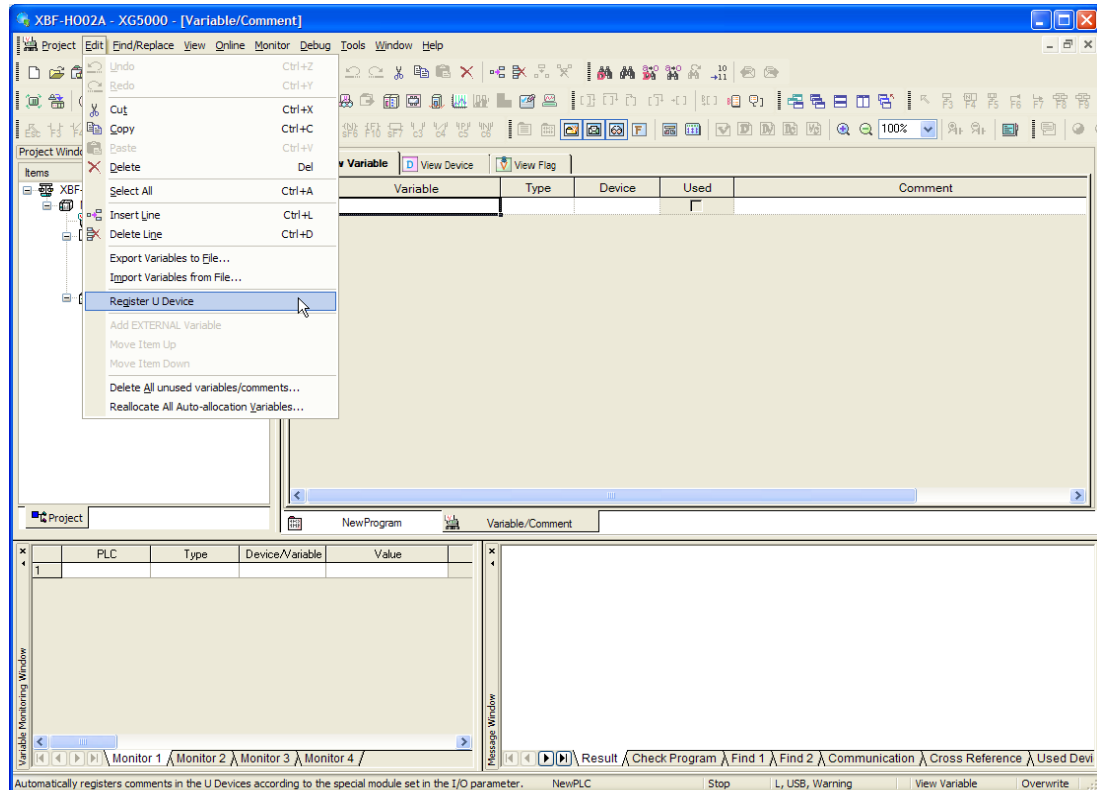 XBF-HO02A - XG5000 - [Variable/Comment]
Project Edit Find/Replace View Online Monitor Debug Tools Window Help
Undo Ctrl+Z
Redo Ctrl+Y
Cut Ctrl+X
Copy Ctrl+C
Paste Ctrl+V
Delete Del
Select All Ctrl+A
Insert Line Ctrl+L
Delete Line Ctrl+D
Export Variables to File...
Import Variables from File...
Register U Device
Add EXTERNAL Variable
Move Item Up
Move Item Down
Delete All unused variables/comments...
Reallocate All Auto-allocation Variables...
100%
Project Windo
Items
XBF-
w Variable View Device View Flag
Variable Type Device Used Comment
Project
NewProgram Variable/Comment
PLC Type Device/Variable Value
1
Variable Monitoring Window
Monitor 1 Monitor 2 Monitor 3 Monitor 4
Message Window
Result Check Program Find 1 Find 2 Communication Cross Reference Used Devi
Automatically registers comments in the U Devices according to the special module set in the I/O parameter. NewPLC Stop L, USB, Warning View Variable Overwrite